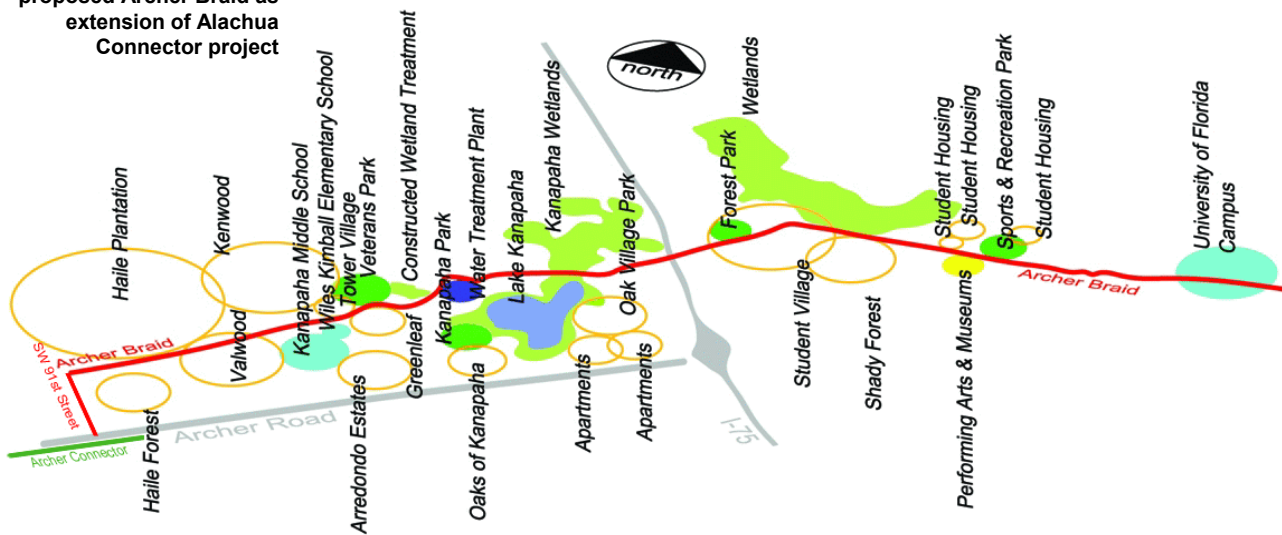 proposed Archer Braid as
extension of Alachua
Connector project
north
Haile Plantation
Kenwood
Kanapaha Middle School
Wiles Kimball Elementary School
Tower Village
Veterans Park
Constructed Wetland Treatment
Kanapaha Park
Water Treatment Plant
Lake Kanapaha
Kanapaha Wetlands
Oak Village Park
Forest Park
Wetlands
Student Housing
Student Housing
Sports & Recreation Park
Student Housing
University of Florida
Campus
Archer Braid
SW 91st Street
Valwood
Greenleaf
Archer Braid
Student Village
Shady Forest
Performing Arts & Museums
Archer Road
I-75
Archer Connector
Haile Forest
Arredondo Estates
Oaks of Kanapaha
Apartments
Apartments